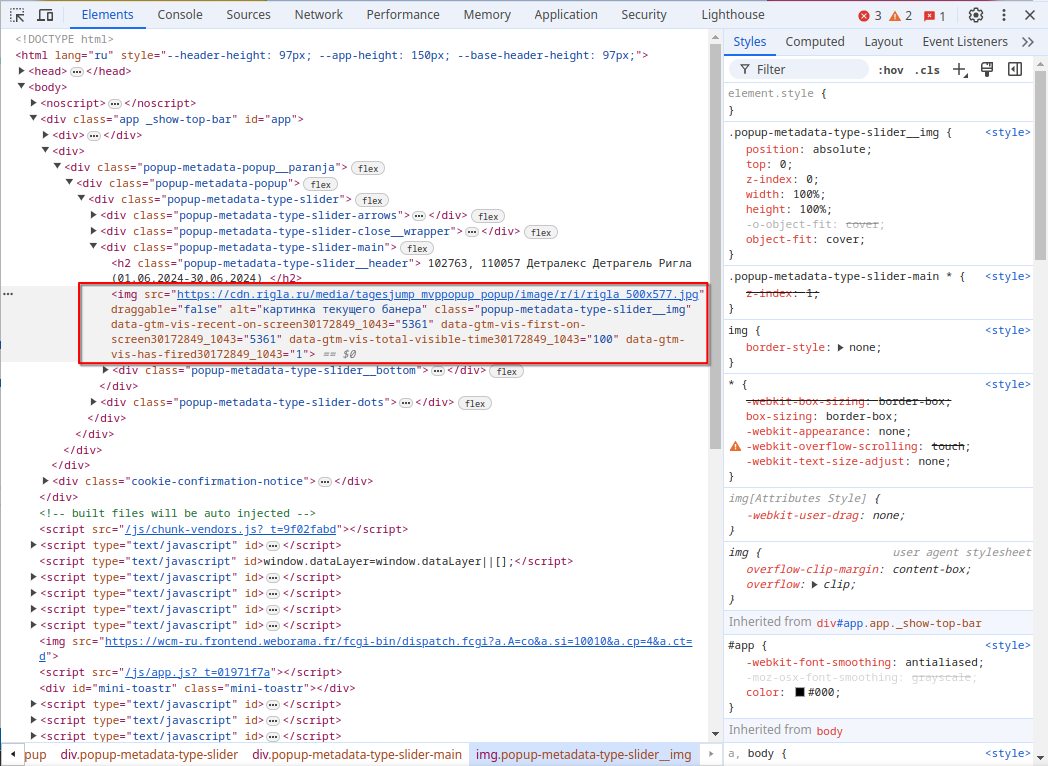 Elements Console Sources Network Performance Memory Application Security Lighthouse 3 2 1
<!DOCTYPE html>
<html lang="ru" style="--header-height: 97px; --app-height: 150px; --base-header-height: 97px;">
<head> ⋯ </head>
<body>
<noscript> ⋯ </noscript>
<div class="app _show-top-bar" id="app">
<div> ⋯ </div>
<div>
<div class="popup-metadata-popup__paranja"> flex
<div class="popup-metadata-popup"> flex
<div class="popup-metadata-type-slider"> flex
<div class="popup-metadata-type-slider-arrows"> ⋯ </div> flex
<div class="popup-metadata-type-slider-close__wrapper"> ⋯ </div> flex
<div class="popup-metadata-type-slider-main"> flex
<h2 class="popup-metadata-type-slider__header"> 102763, 110057 Детралекс Детрагель Ригла
(01.06.2024-30.06.2024) </h2>
<img src="https://cdn.rigla.ru/media/tagesjump_mvppopup_popup/image/r/i/rigla_500x577.jpg"
draggable="false" alt="картинка текущего банера" class="popup-metadata-type-slider__img"
data-gtm-vis-recent-on-screen30172849_1043="5361" data-gtm-vis-first-on-
screen30172849_1043="5361" data-gtm-vis-total-visible-time30172849_1043="100" data-gtm-
vis-has-fired30172849_1043="1"> == $0
<div class="popup-metadata-type-slider__bottom"> ⋯ </div> flex
</div>
<div class="popup-metadata-type-slider-dots"> ⋯ </div> flex
</div>
</div>
</div>
</div>
<div class="cookie-confirmation-notice"> ⋯ </div>
</div>
<!-- built files will be auto injected -->
<script src="/js/chunk-vendors.js?_t=9f02fabd"></script>
<script type="text/javascript" id> ⋯ </script>
<script type="text/javascript" id>window.dataLayer=window.dataLayer||[];</script>
<script type="text/javascript" id> ⋯ </script>
<script type="text/javascript" id> ⋯ </script>
<script type="text/javascript" id> ⋯ </script>
<script type="text/javascript" id> ⋯ </script>
<img src="https://wcm-ru.frontend.weborama.fr/fcgi-bin/dispatch.fcgi?a.A=co&a.si=10010&a.cp=4&a.ct=
d">
<script src="/js/app.js?_t=01971f7a"></script>
<div id="mini-toastr" class="mini-toastr"></div>
<script type="text/javascript" id> ⋯ </script>
<script type="text/javascript" id> ⋯ </script>
<script type="text/javascript" id> ⋯ </script>
pup div.popup-metadata-type-slider div.popup-metadata-type-slider-main img.popup-metadata-type-slider__img
Styles Computed Layout Event Listeners
Filter :hov .cls
element.style {
}
.popup-metadata-type-slider__img { <style>
position: absolute;
top: 0;
z-index: 0;
width: 100%;
height: 100%;
-o-object-fit: cover;
object-fit: cover;
}
.popup-metadata-type-slider-main * { <style>
z-index: 1;
}
img { <style>
border-style: none;
}
* { <style>
-webkit-box-sizing: border-box;
box-sizing: border-box;
-webkit-appearance: none;
-webkit-overflow-scrolling: touch;
-webkit-text-size-adjust: none;
}
img[Attributes Style] {
-webkit-user-drag: none;
}
img { user agent stylesheet
overflow-clip-margin: content-box;
overflow: clip;
}
Inherited from div#app.app._show-top-bar
#app { <style>
-webkit-font-smoothing: antialiased;
-moz-osx-font-smoothing: grayscale;
color: #000;
}
Inherited from body
a, body { <style>